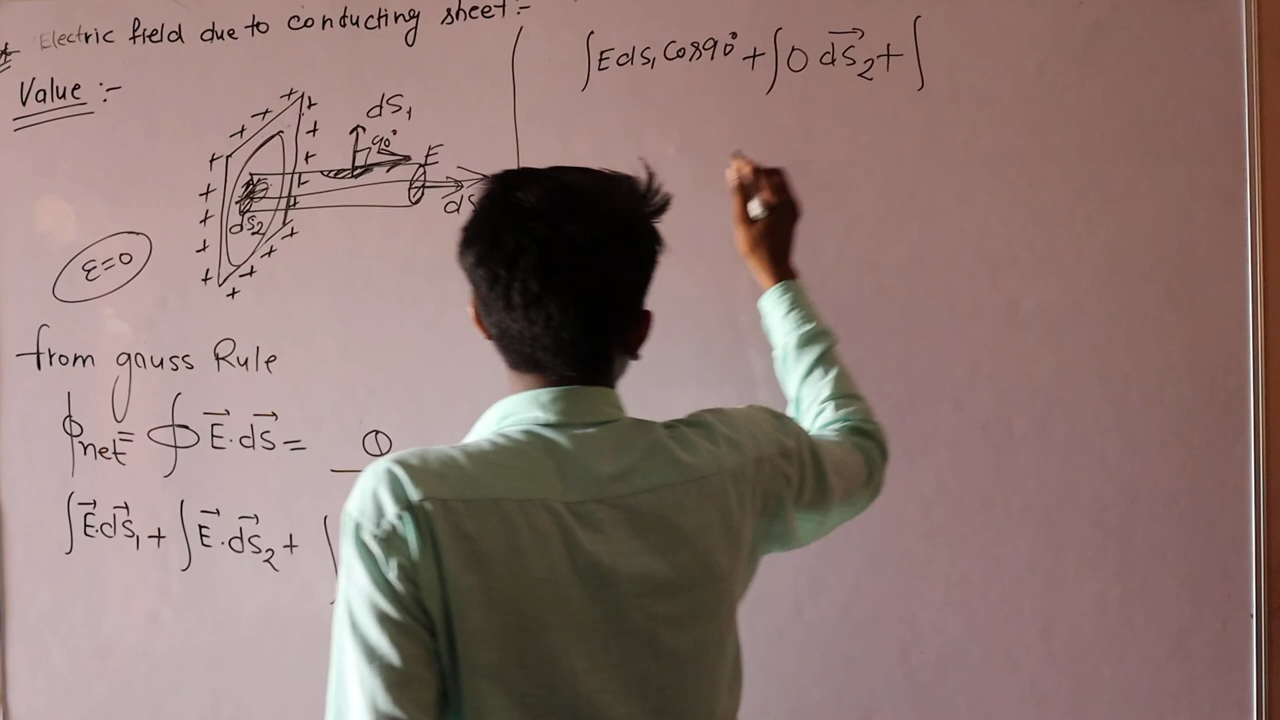 * Electric field due to conducting sheet :-
Value :-
dS₁
90°
E
dS
dS₂
ε=0
from gauss Rule
ϕnet = ∮ E⃗.dS⃗ = Q
∫E⃗.dS⃗₁ + ∫E⃗.dS⃗₂ + ∫
∫Eds₁ Cos90° + ∫0 dS⃗₂ + ∫